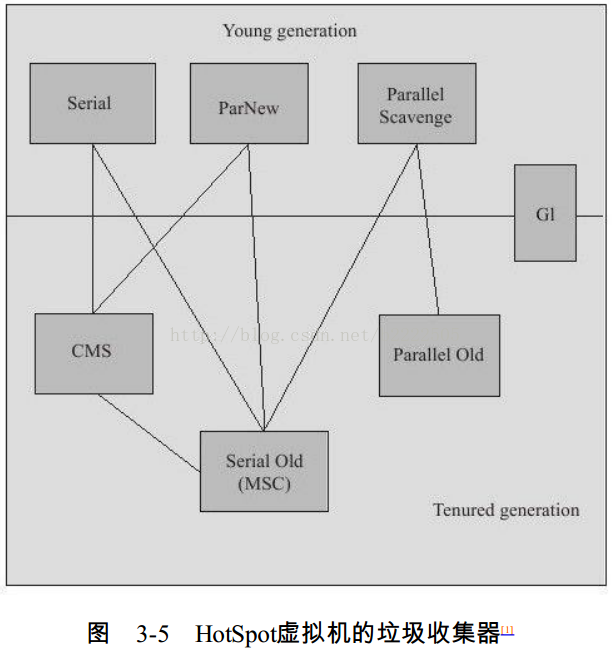 Young generation
Serial
ParNew
Parallel
Scavenge
Gl
http://blog.csdn.net/
CMS
Parallel Old
Serial Old
(MSC)
Tenured generation
图 3-5 HotSpot虚拟机的垃圾收集器[1]